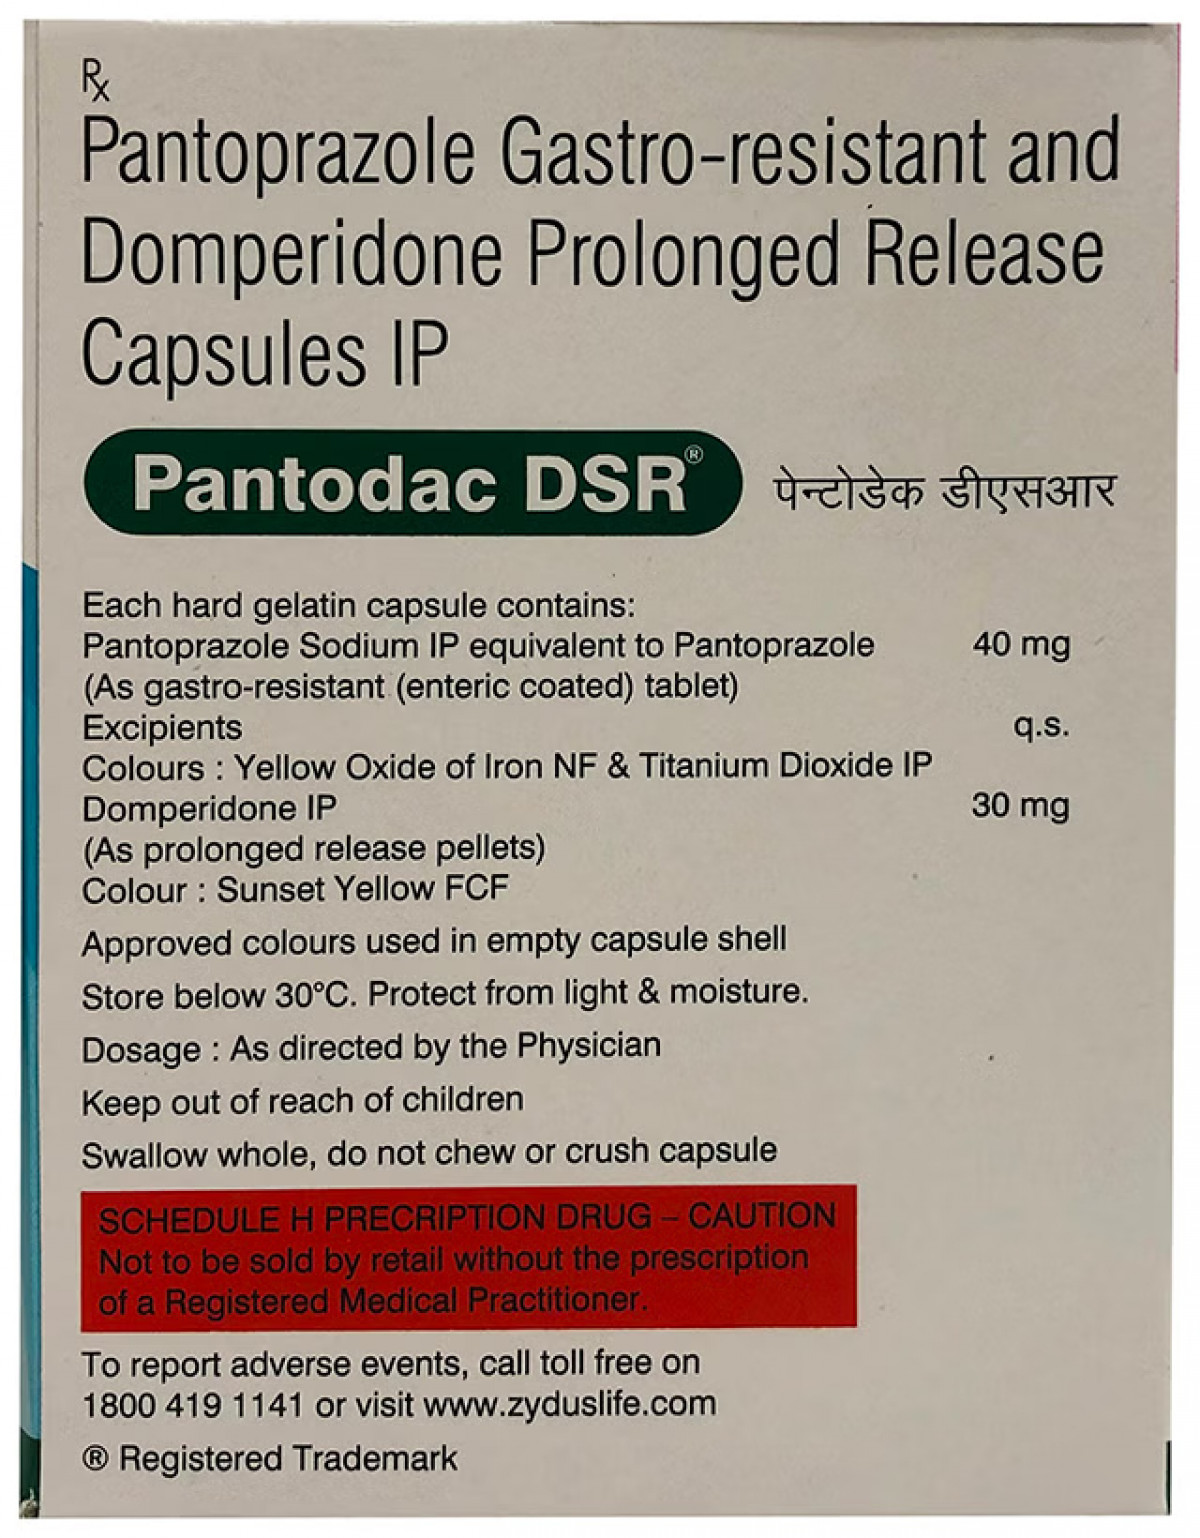 Rx
Pantoprazole Gastro-resistant and
Domperidone Prolonged Release
Capsules IP
Pantodac DSR® पेन्टोडेक डीएसआर
Each hard gelatin capsule contains:
Pantoprazole Sodium IP equivalent to Pantoprazole 40 mg
(As gastro-resistant (enteric coated) tablet)
Excipients q.s.
Colours : Yellow Oxide of Iron NF & Titanium Dioxide IP
Domperidone IP 30 mg
(As prolonged release pellets)
Colour : Sunset Yellow FCF
Approved colours used in empty capsule shell
Store below 30°C. Protect from light & moisture.
Dosage : As directed by the Physician
Keep out of reach of children
Swallow whole, do not chew or crush capsule
SCHEDULE H PRECRIPTION DRUG – CAUTION
Not to be sold by retail without the prescription
of a Registered Medical Practitioner.
To report adverse events, call toll free on
1800 419 1141 or visit www.zyduslife.com
® Registered Trademark